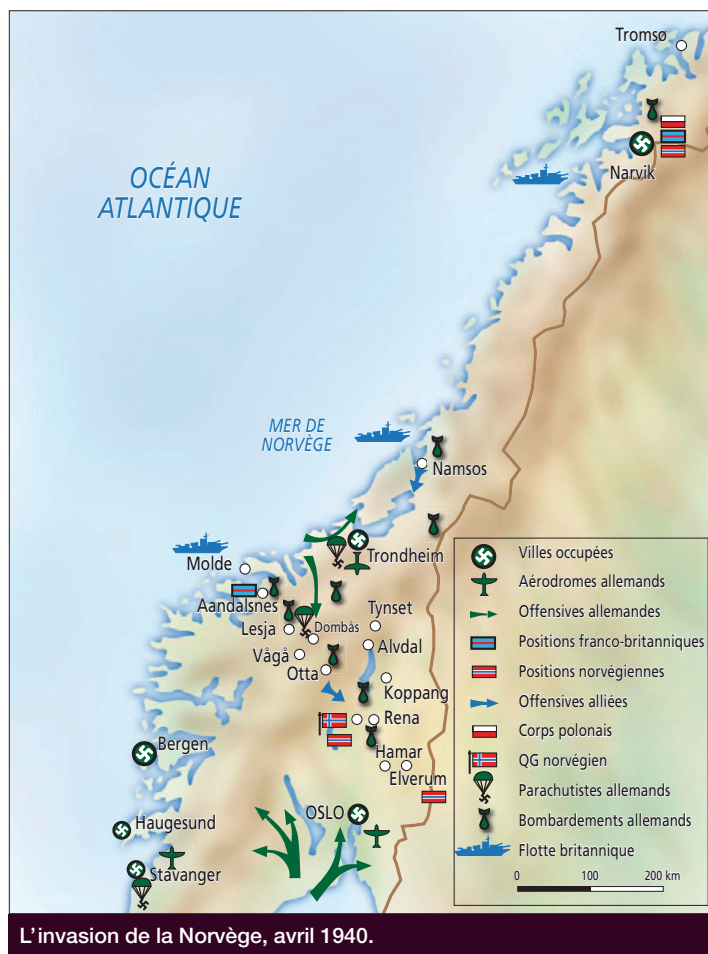 Tromsø
OCÉAN
ATLANTIQUE
Narvik
MER DE
NORVÈGE
Namsos
Molde
Trondheim
Aandalsnes
Tynset
Lesja
Dombås
Vågå
Alvdal
Otta
Koppang
Rena
Bergen
Hamar
Elverum
Haugesund
OSLO
Stavanger
Villes occupées
Aérodromes allemands
Offensives allemandes
Positions franco-britanniques
Positions norvégiennes
Offensives alliées
Corps polonais
QG norvégien
Parachutistes allemands
Bombardements allemands
Flotte britannique
0 100 200 km
L'invasion de la Norvège, avril 1940.